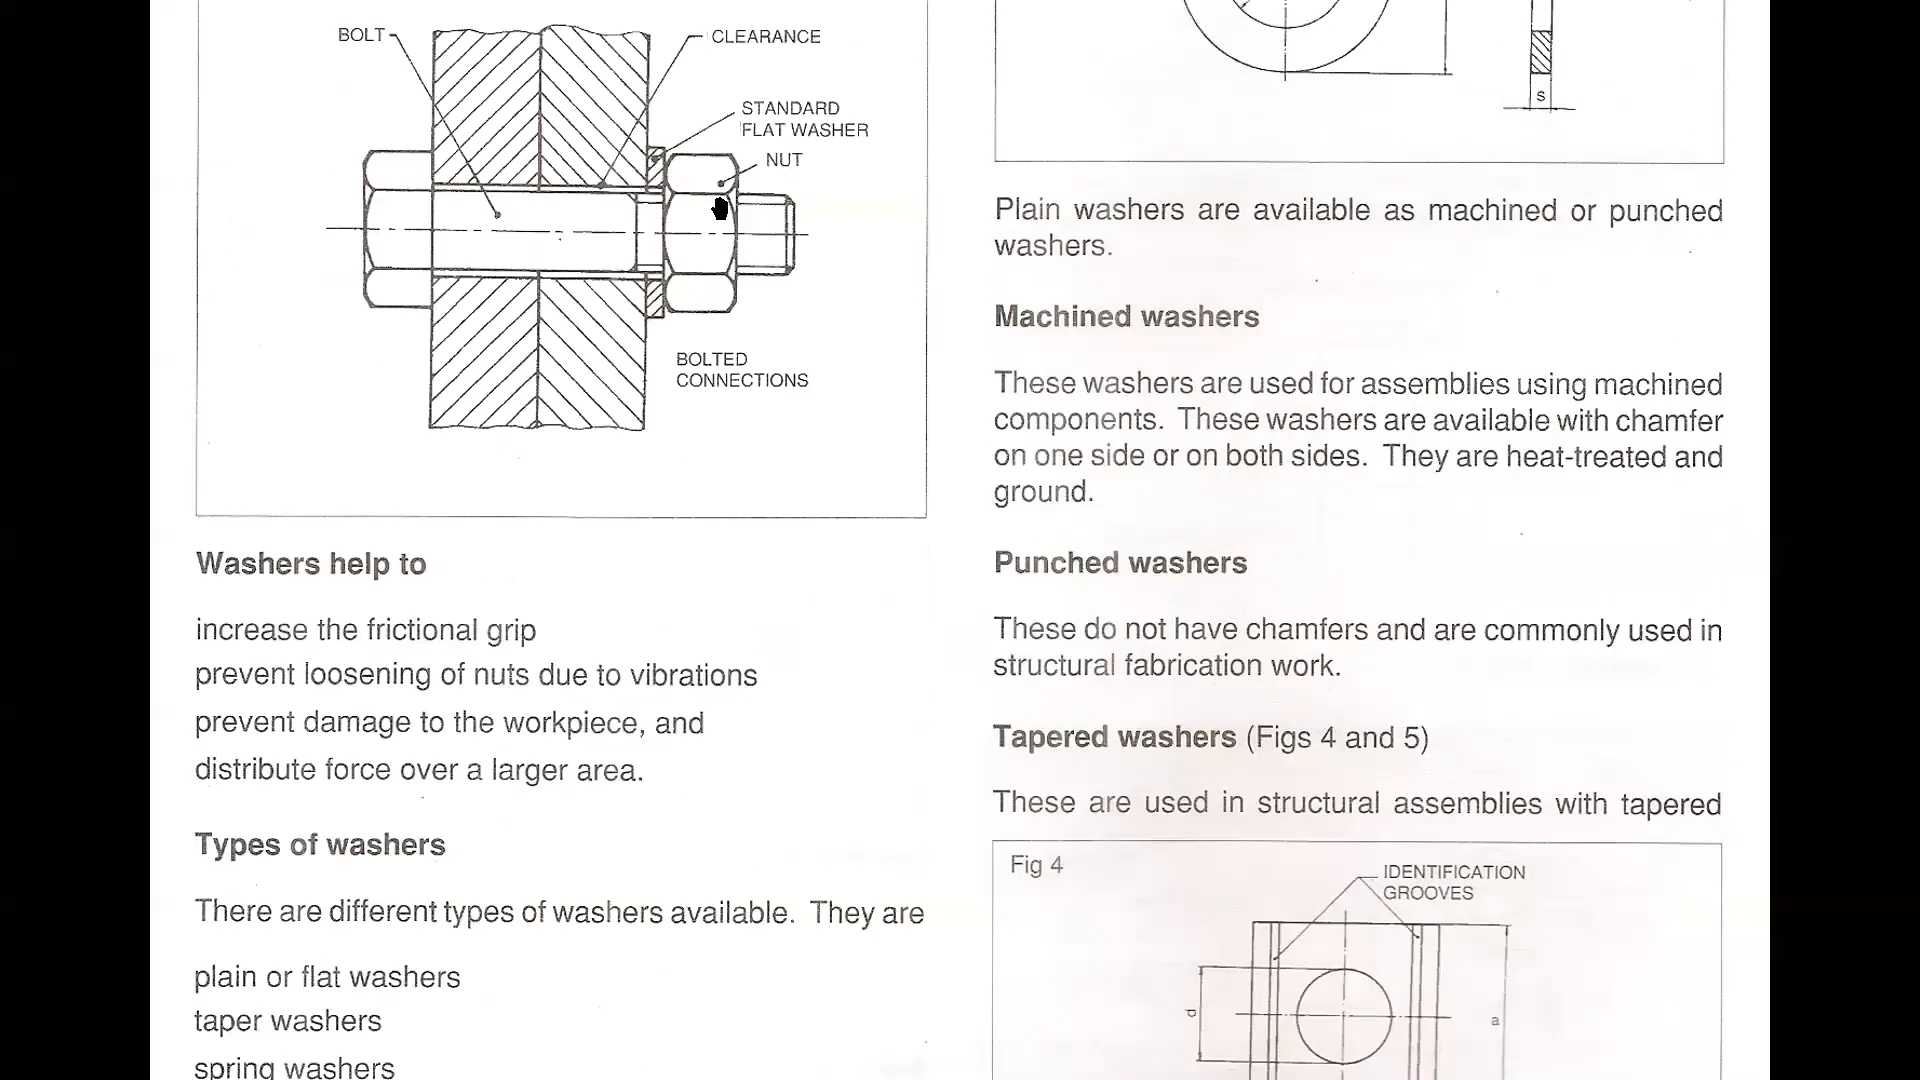 BOLT
CLEARANCE
STANDARD
FLAT WASHER
NUT
BOLTED
CONNECTIONS
Washers help to
increase the frictional grip
prevent loosening of nuts due to vibrations
prevent damage to the workpiece, and
distribute force over a larger area.
Types of washers
There are different types of washers available. They are
plain or flat washers
taper washers
spring washers
s
Plain washers are available as machined or punched
washers.
Machined washers
These washers are used for assemblies using machined
components. These washers are available with chamfer
on one side or on both sides. They are heat-treated and
ground.
Punched washers
These do not have chamfers and are commonly used in
structural fabrication work.
Tapered washers (Figs 4 and 5)
These are used in structural assemblies with tapered
Fig 4
IDENTIFICATION
GROOVES
d
a